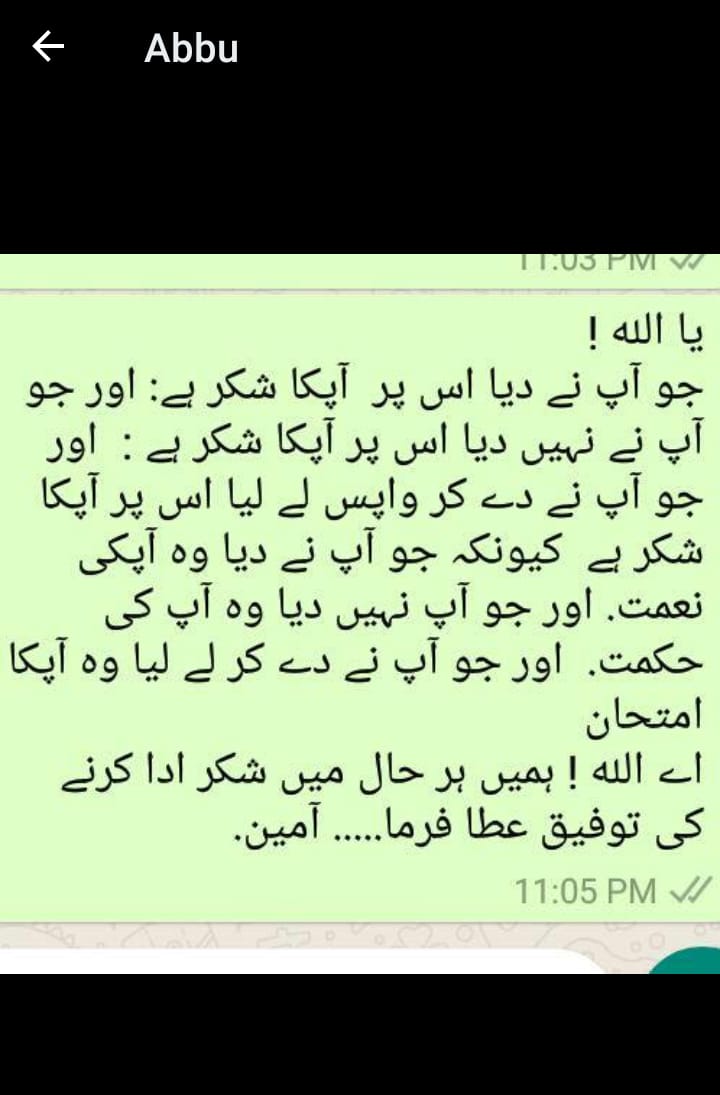 Abbu
11:03 PM
یا اللہ !
جو آپ نے دیا اس پر آپکا شکر ہے: اور جو
آپ نے نہیں دیا اس پر آپکا شکر ہے : اور
جو آپ نے دے کر واپس لے لیا اس پر آپکا
شکر ہے کیونکہ جو آپ نے دیا وہ آپکی
نعمت. اور جو آپ نہیں دیا وہ آپ کی
حکمت. اور جو آپ نے دے کر لے لیا وہ آپکا
امتحان
اے اللہ ! ہمیں ہر حال میں شکر ادا کرنے
کی توفیق عطا فرما..... آمین.
11:05 PM